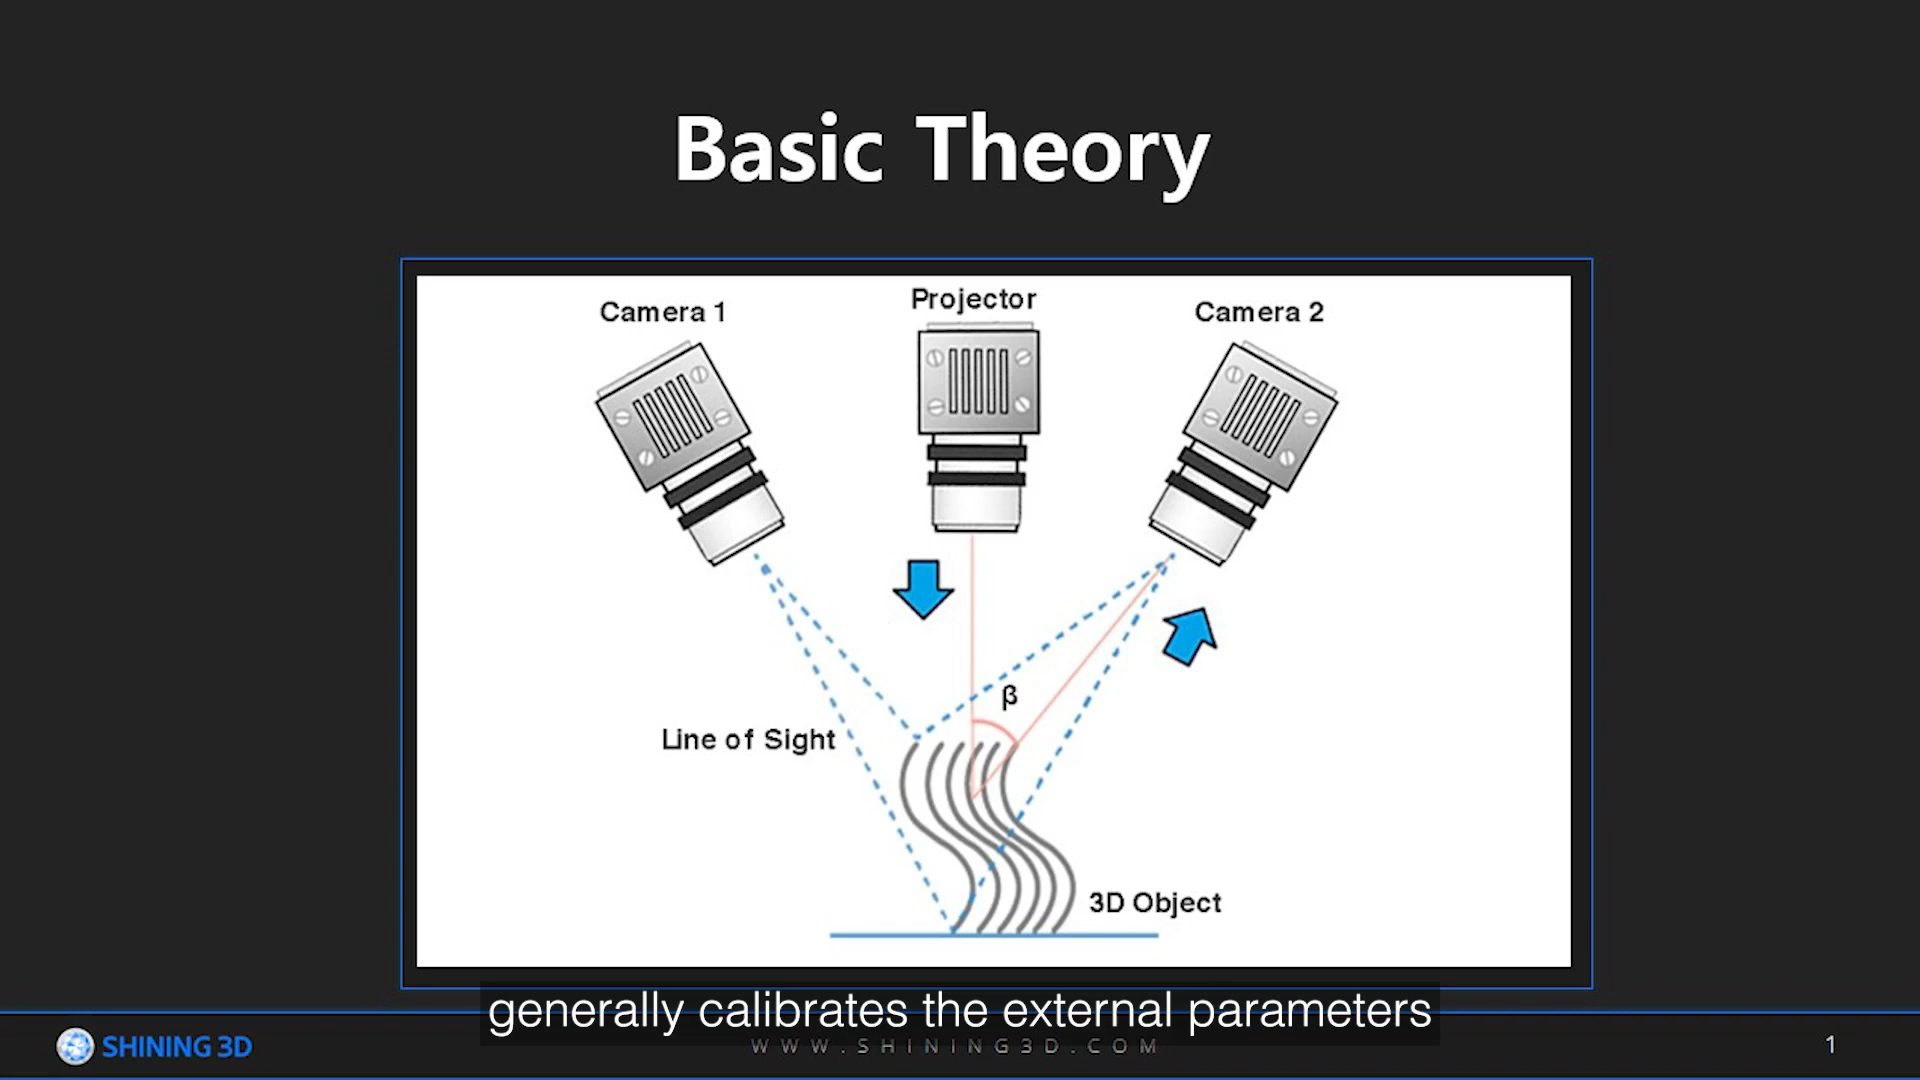 Basic Theory
Camera 1
Projector
Camera 2
β
Line of Sight
3D Object
generally calibrates the external parameters
SHINING 3D
WWW.SHINING3D.COM
1